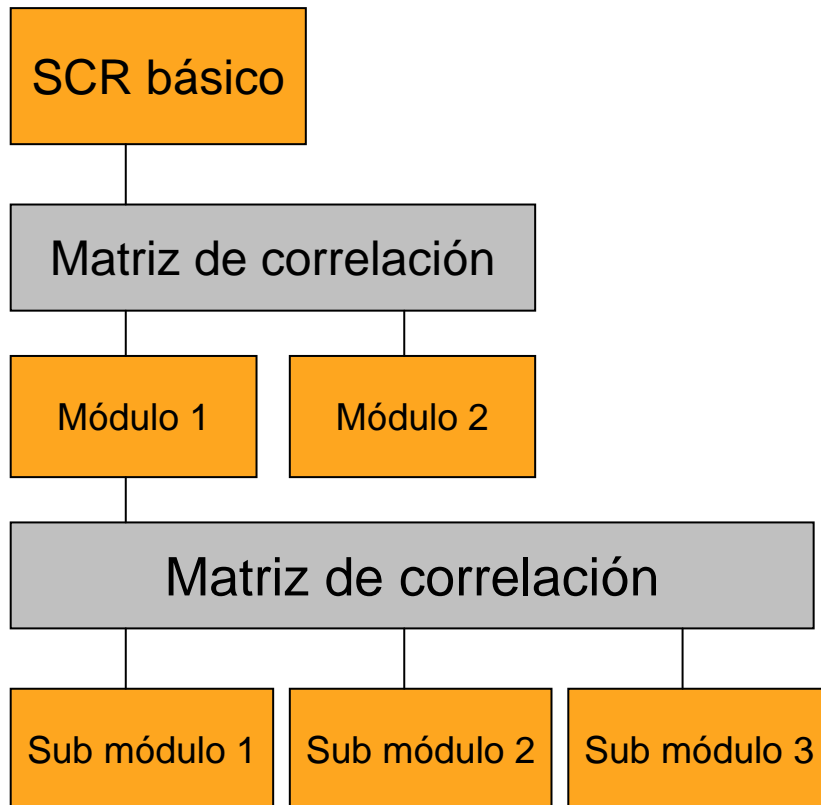 SCR básico
Matriz de correlación
Módulo 1
Módulo 2
Matriz de correlación
Sub módulo 1
Sub módulo 2
Sub módulo 3